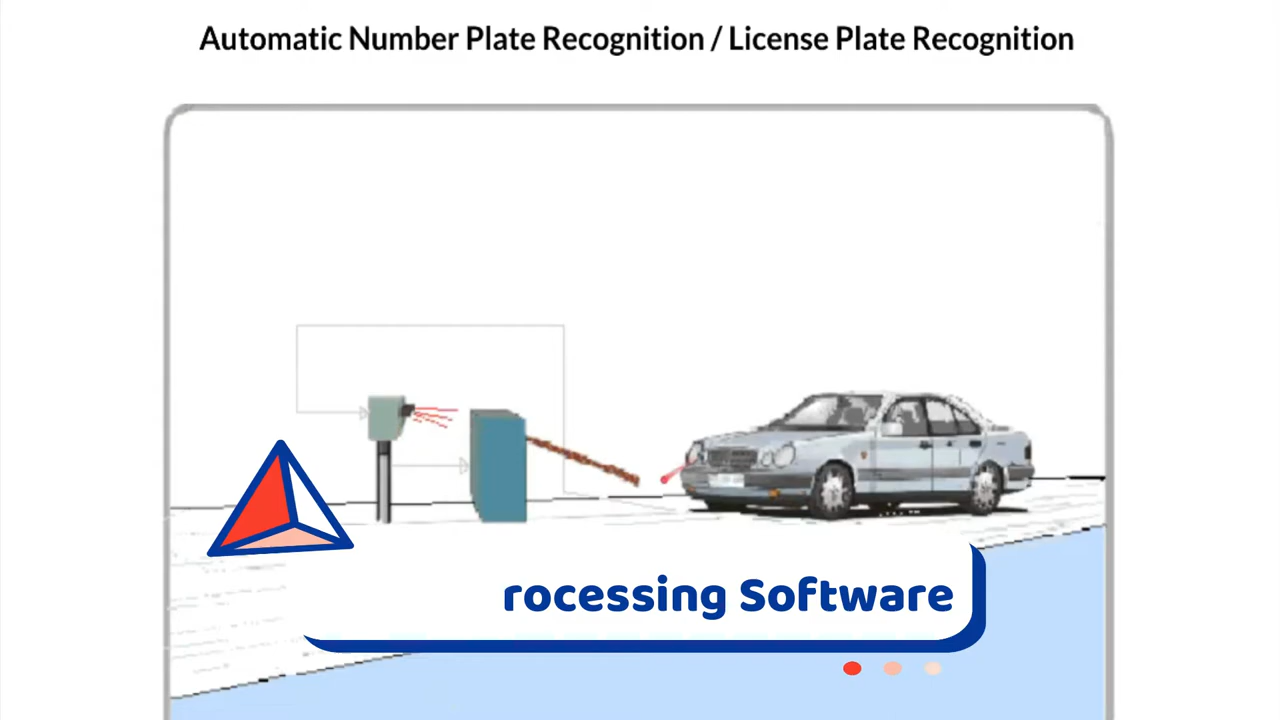 Automatic Number Plate Recognition / License Plate Recognition
rocessing Software